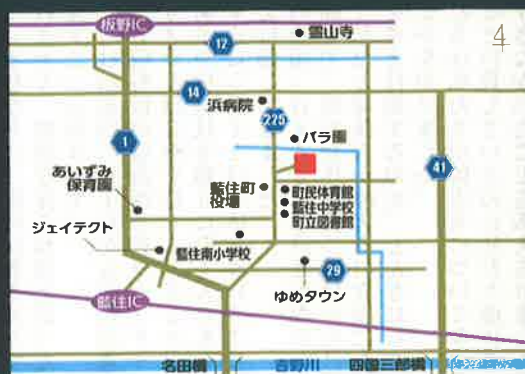 板野IC
12
霊山寺
4
14
浜病院
225
バラ園
1
41
あいずみ
保育園
藍住町
役場
町民体育館
藍住中学校
町立図書館
ジェイテクト
藍住南小学校
29
ゆめタウン
藍住IC
名田橋
吉野川
四国三郎橋